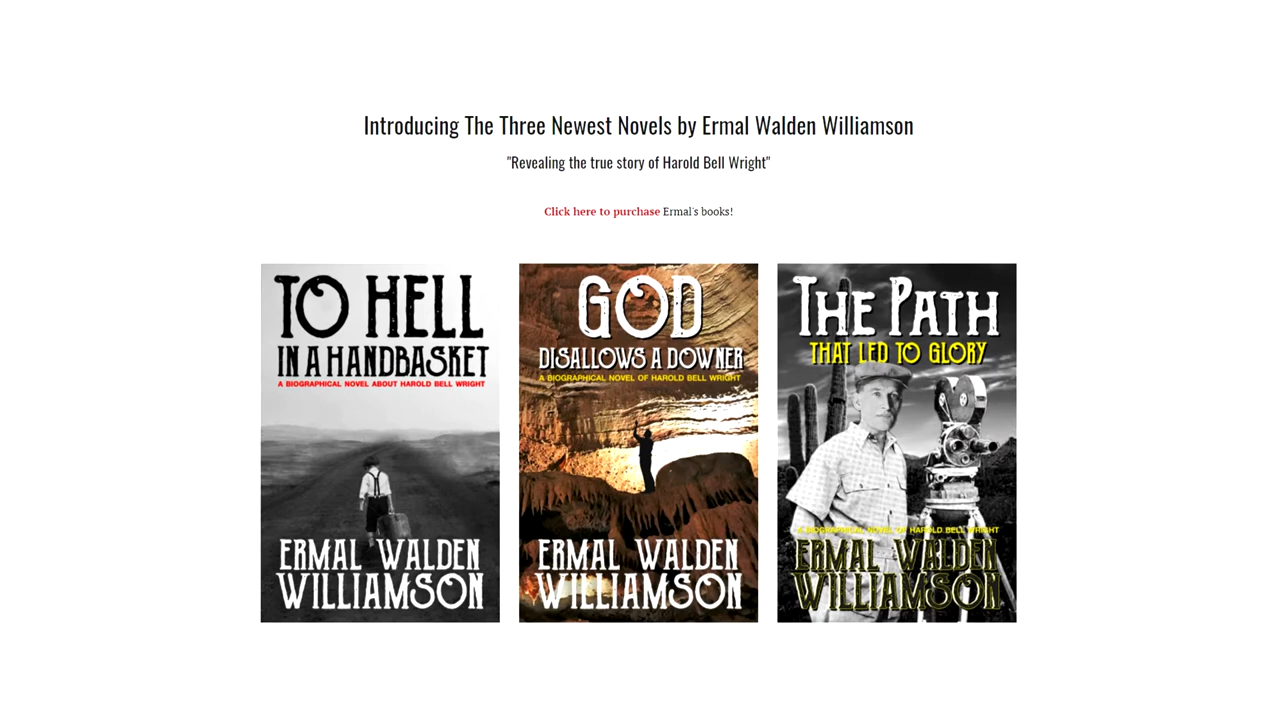 Introducing The Three Newest Novels by Ermal Walden Williamson
"Revealing the true story of Harold Bell Wright"
Click here to purchase Ermal's books!
TO HELL
IN A HANDBASKET
A BIOGRAPHICAL NOVEL ABOUT HAROLD BELL WRIGHT
ERMAL WALDEN
WILLIAMSON
GOD
DISALLOWS A DOWNER
A BIOGRAPHICAL NOVEL OF HAROLD BELL WRIGHT
ERMAL WALDEN
WILLIAMSON
THE PATH
THAT LED TO GLORY
A BIOGRAPHICAL NOVEL OF HAROLD BELL WRIGHT
ERMAL WALDEN
WILLIAMSON